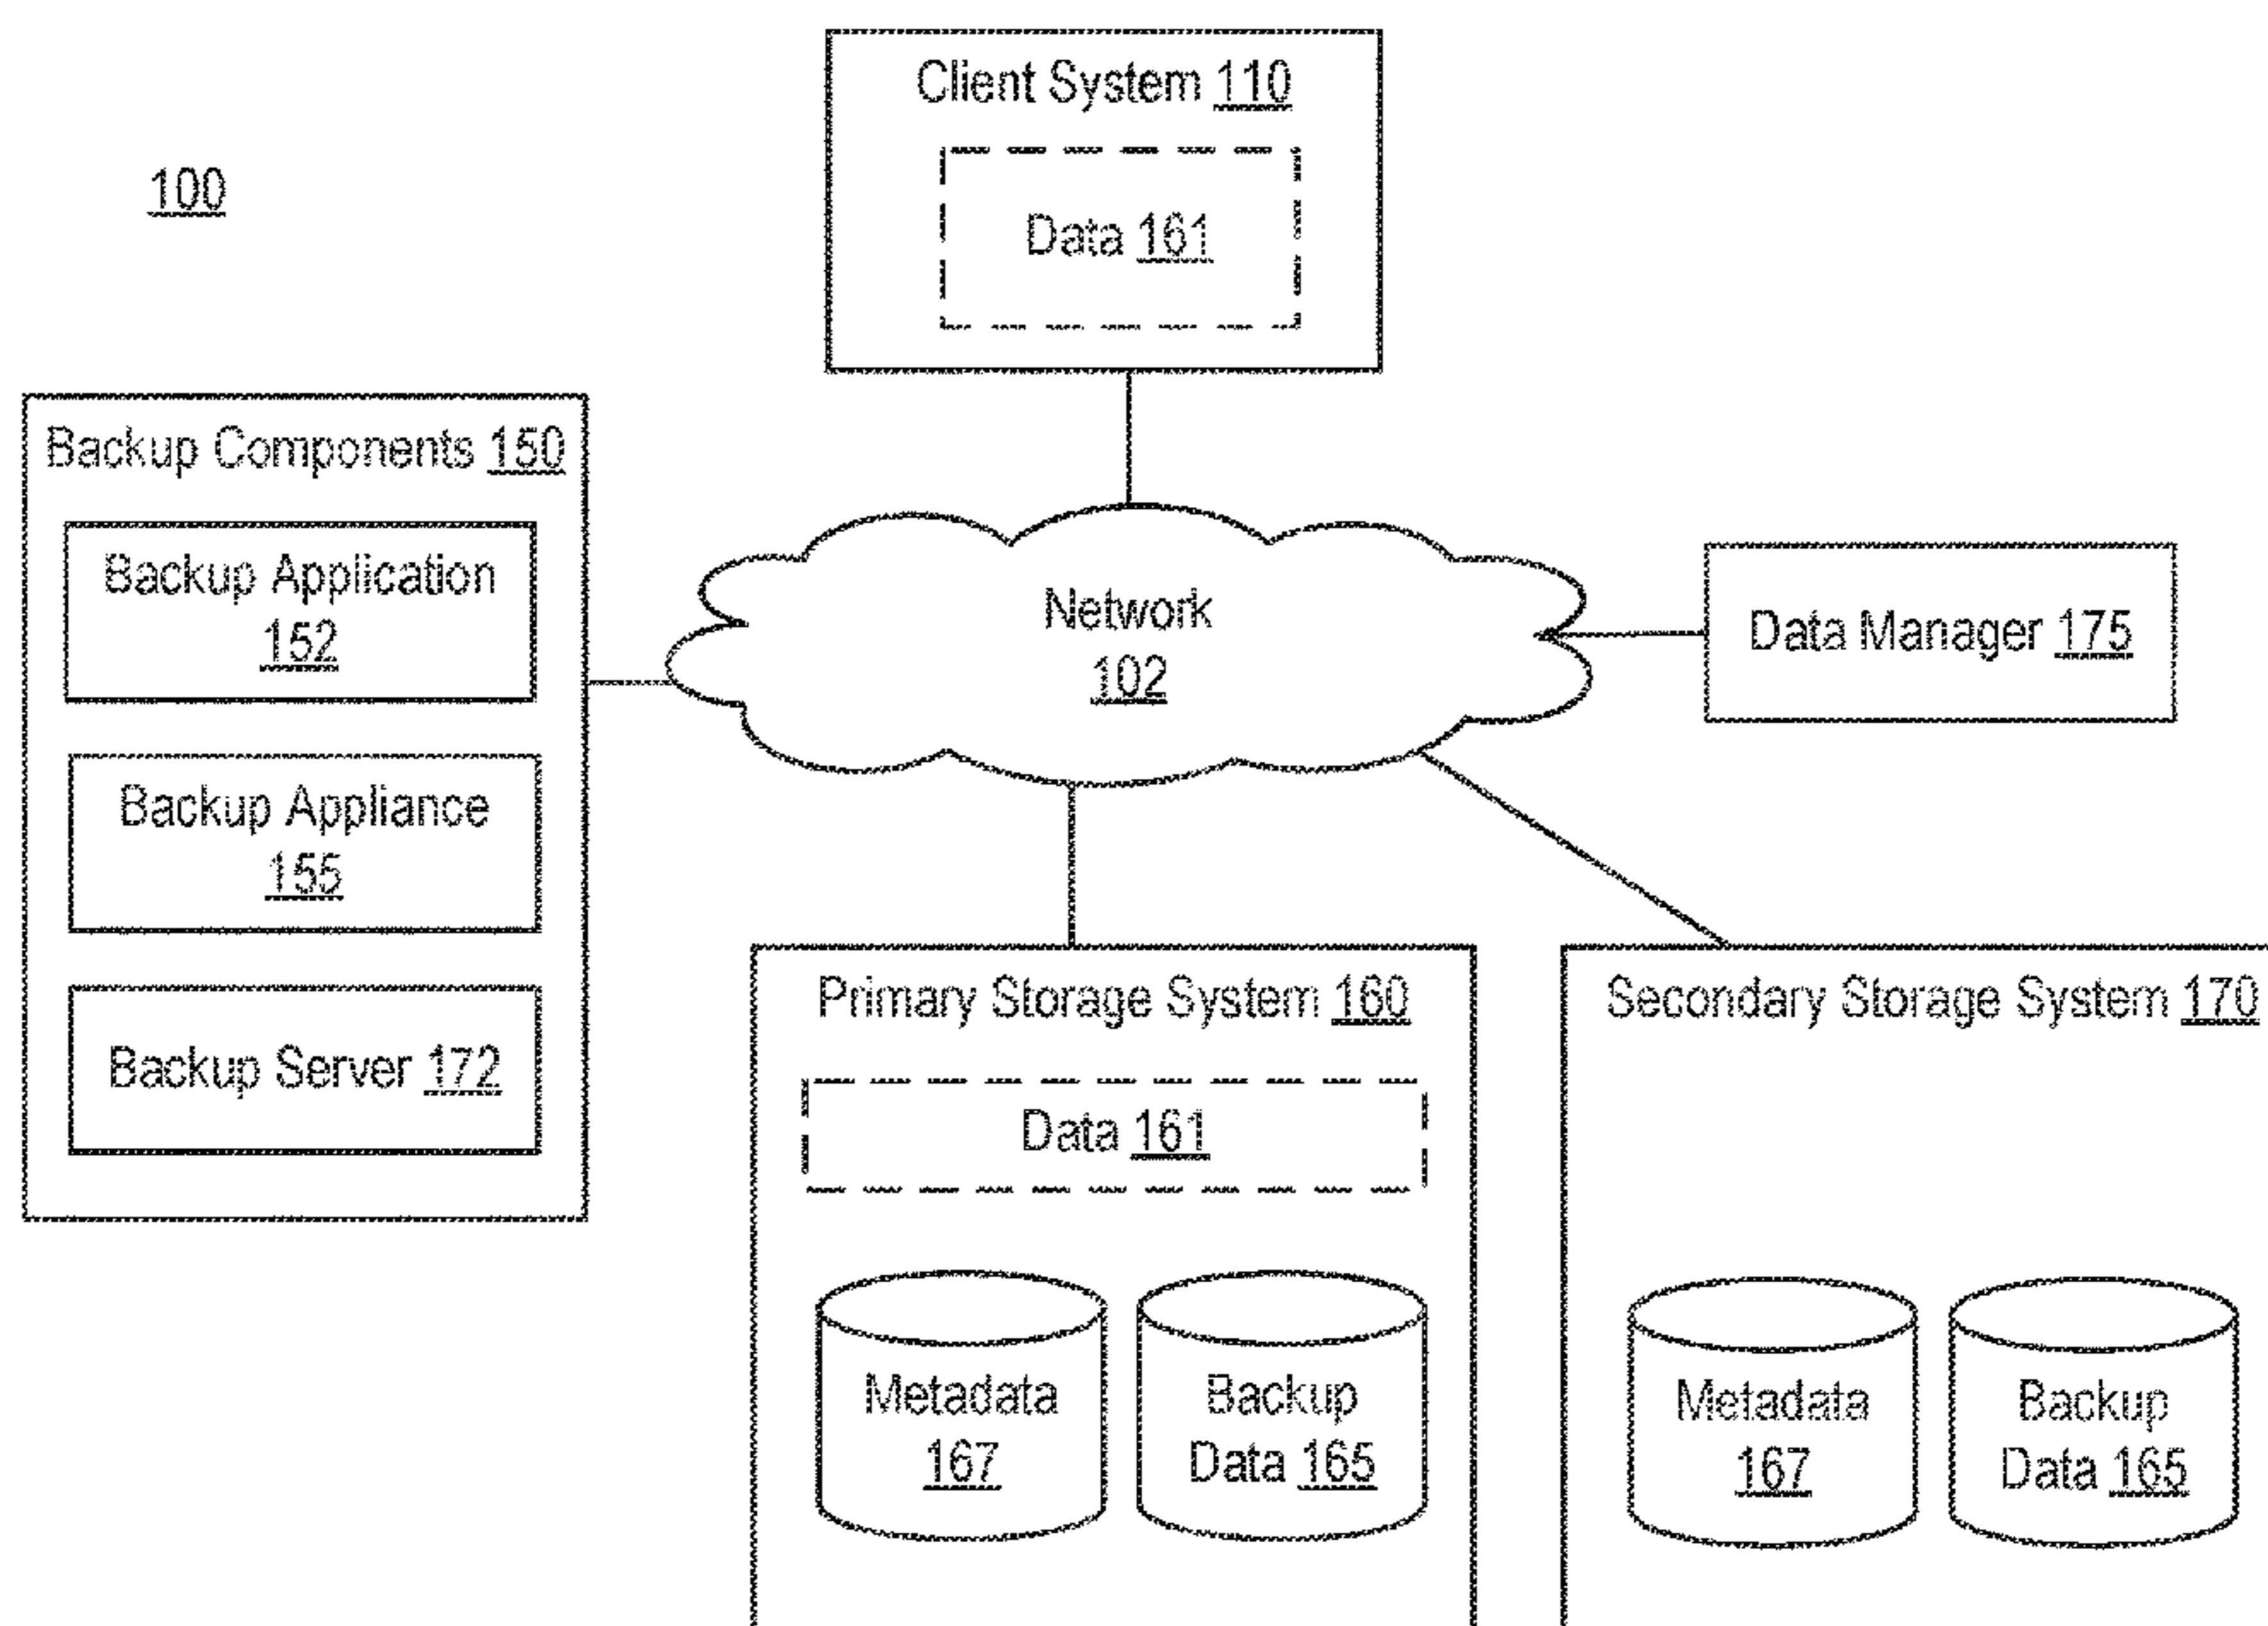 100
Client System 110
Data 161
Backup Components 150
Backup Application
152
Backup Appliance
155
Backup Server 172
Network
102
Data Manager 175
Primary Storage System 160
Data 161
Metadata
167
Backup
Data 165
Secondary Storage System 170
Metadata
167
Backup
Data 165